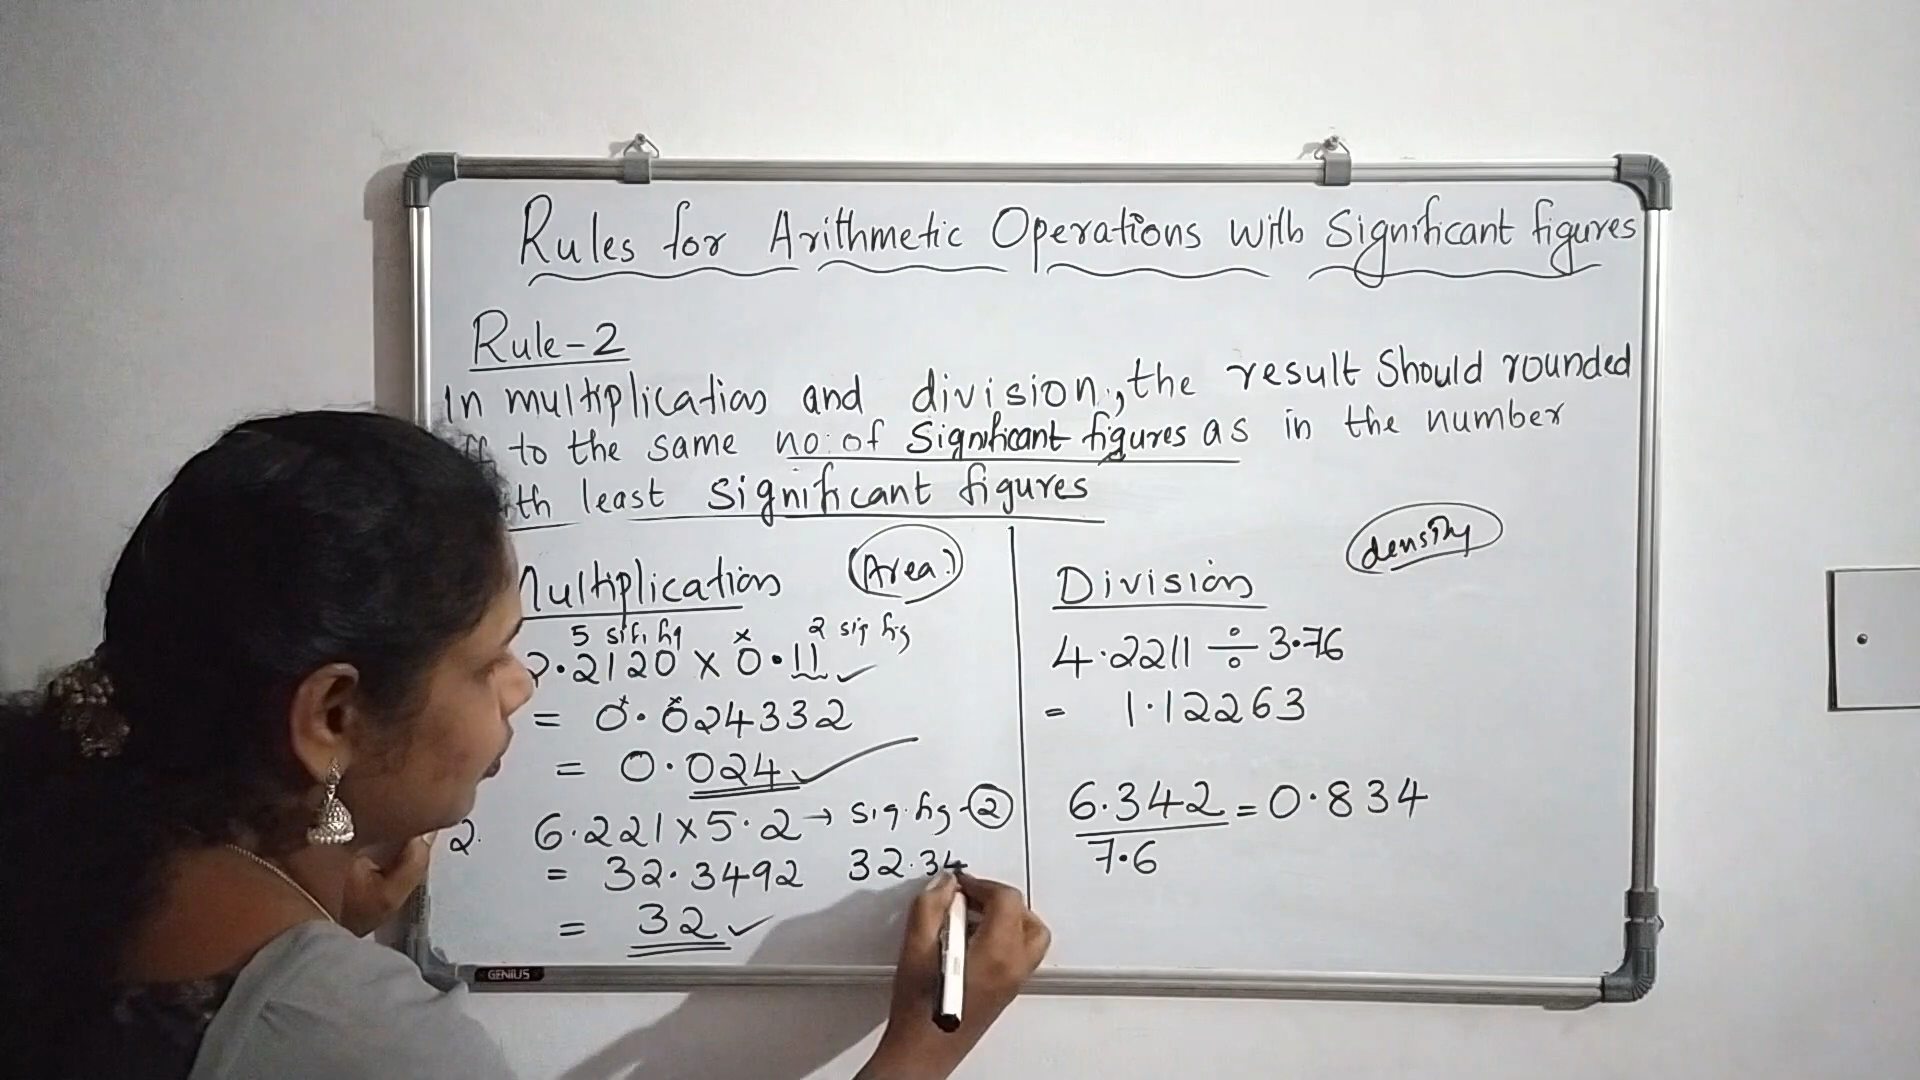 Rules for Arithmetic Operations with Significant figures
Rule-2
In multiplication and division, the result Should rounded
to the same no: of Significant figures as in the number
least significant figures
Multiplication (Area)
5 sig. fig x 2 sig fig
2.2120 x 0.11 ✓
= 0.024332
= 0.024 ✓
2. 6.221 x 5.2 → Sig. fig - 2
= 32.3492 32.34
= 32 ✓
density
Division
4.2211 ÷ 3.76
= 1.12263
6.342 = 0.834
7.6
GENIUS